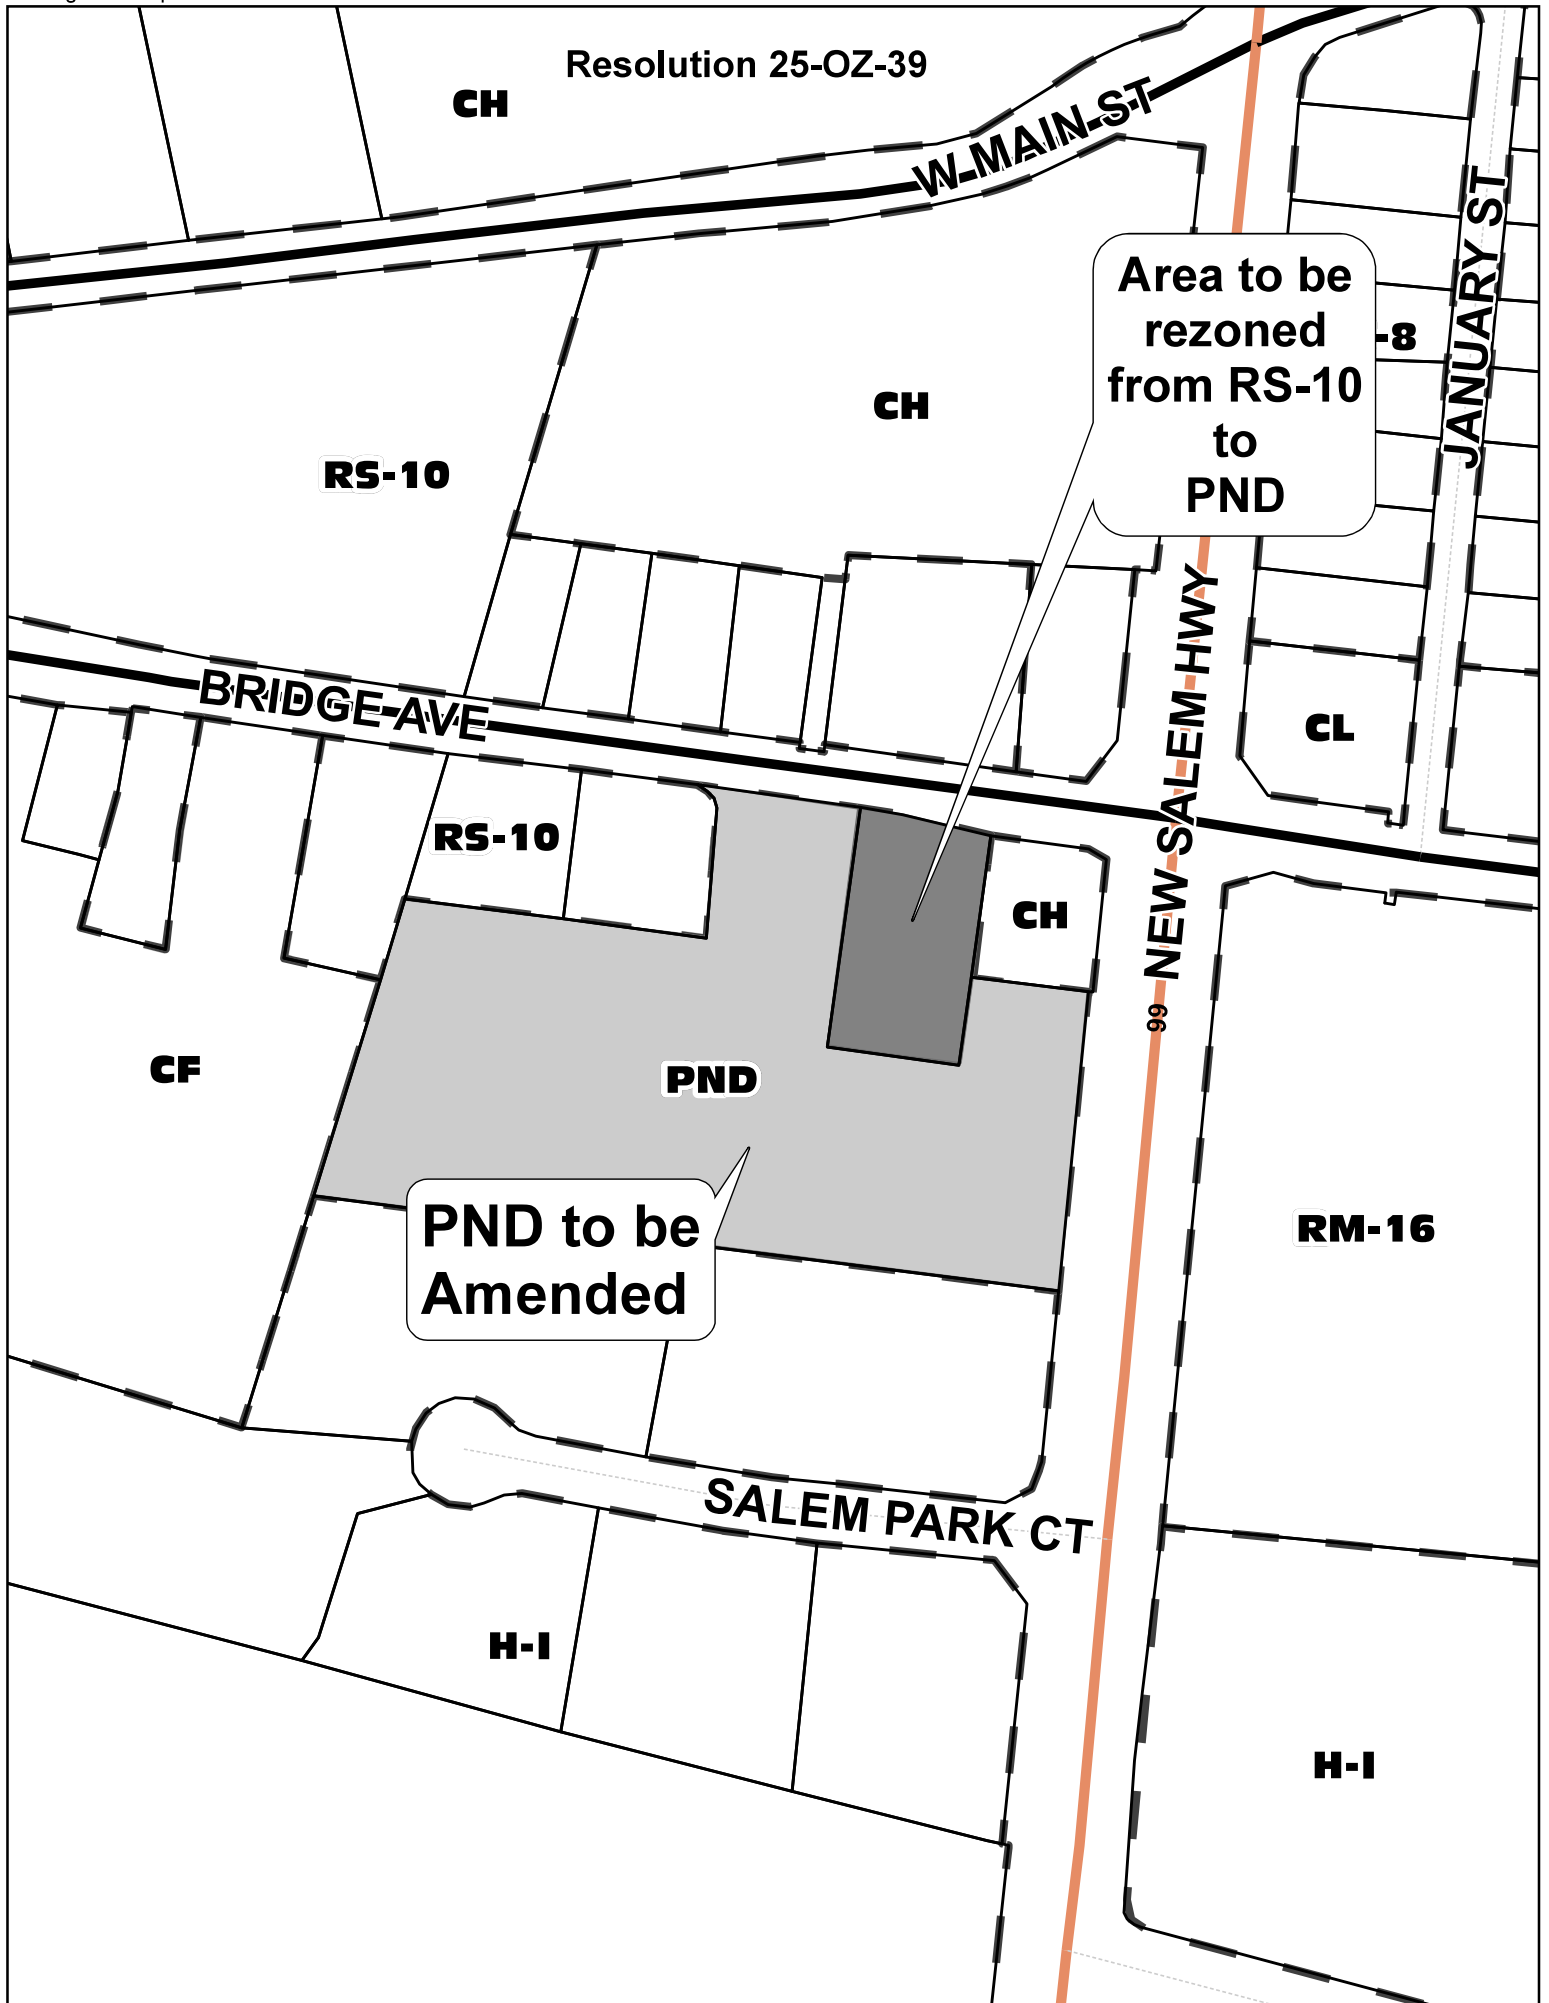 Resolution 25-OZ-39
CH
W MAIN ST
JANUARY ST
Area to be
rezoned
from RS-10
to
PND
-8
CH
RS-10
NEW SALEM HWY
BRIDGE AVE
CL
RS-10
CH
99
CF
PND
PND to be
Amended
RM-16
SALEM PARK CT
H-I
H-I